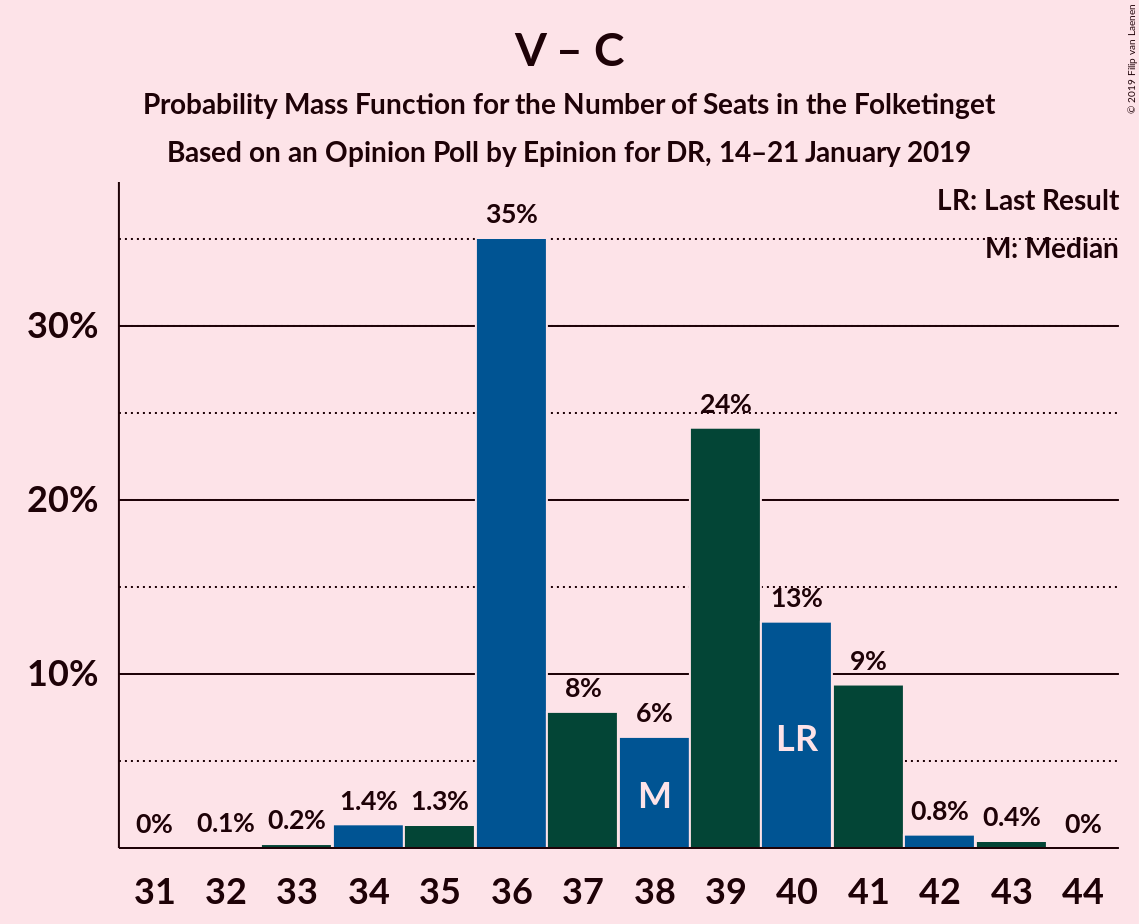 V – C
Probability Mass Function for the Number of Seats in the Folketinget
Based on an Opinion Poll by Epinion for DR, 14–21 January 2019
© 2019 Filip van Laenen
LR: Last Result
M: Median
30%
20%
10%
0%
0.1%
0.2%
1.4%
1.3%
35%
8%
6%
24%
13%
9%
0.8%
0.4%
0%
M
LR
31 32 33 34 35 36 37 38 39 40 41 42 43 44